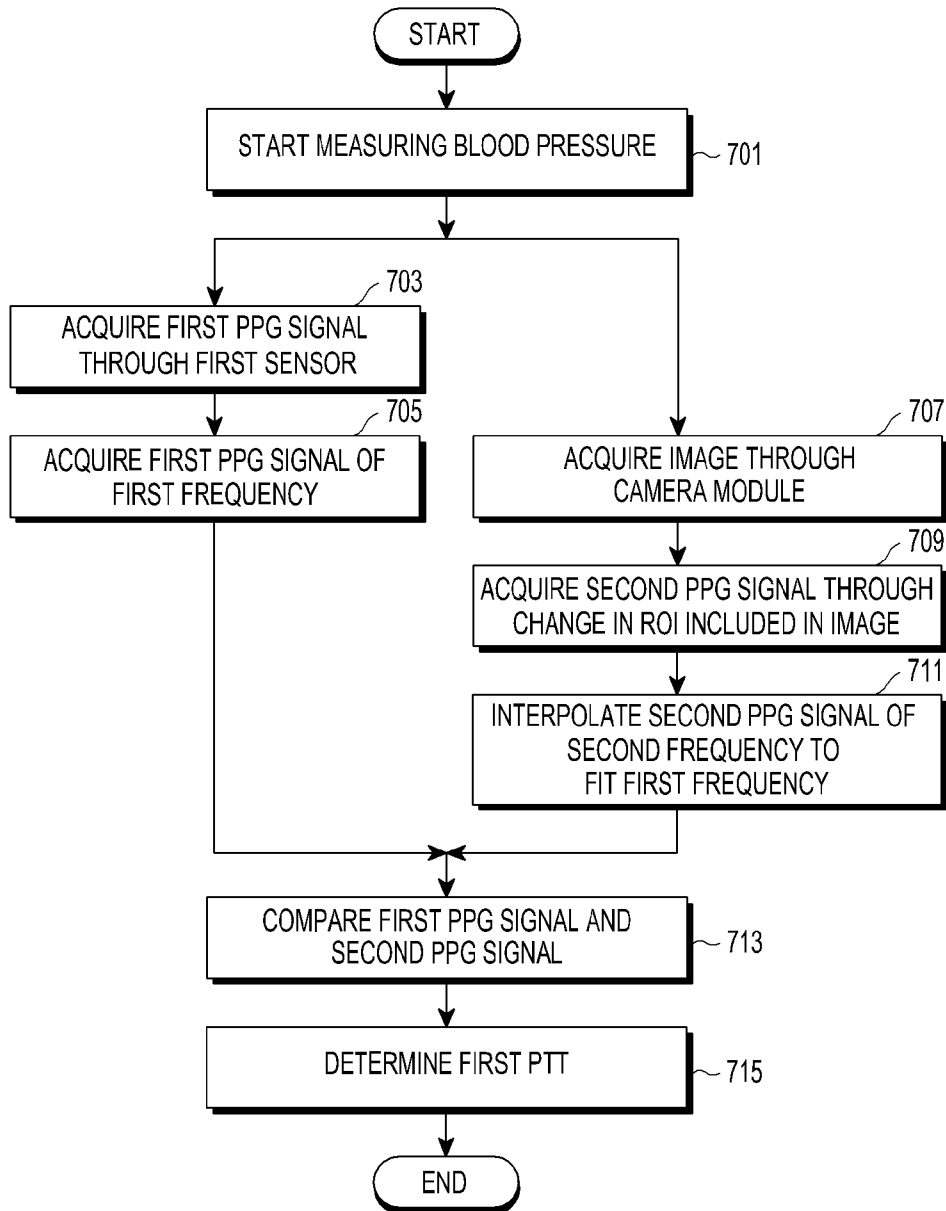 START
START MEASURING BLOOD PRESSURE
701
703
ACQUIRE FIRST PPG SIGNAL
THROUGH FIRST SENSOR
705
ACQUIRE FIRST PPG SIGNAL OF
FIRST FREQUENCY
707
ACQUIRE IMAGE THROUGH
CAMERA MODULE
709
ACQUIRE SECOND PPG SIGNAL THROUGH
CHANGE IN ROI INCLUDED IN IMAGE
711
INTERPOLATE SECOND PPG SIGNAL OF
SECOND FREQUENCY TO
FIT FIRST FREQUENCY
COMPARE FIRST PPG SIGNAL AND
SECOND PPG SIGNAL
713
DETERMINE FIRST PTT
715
END